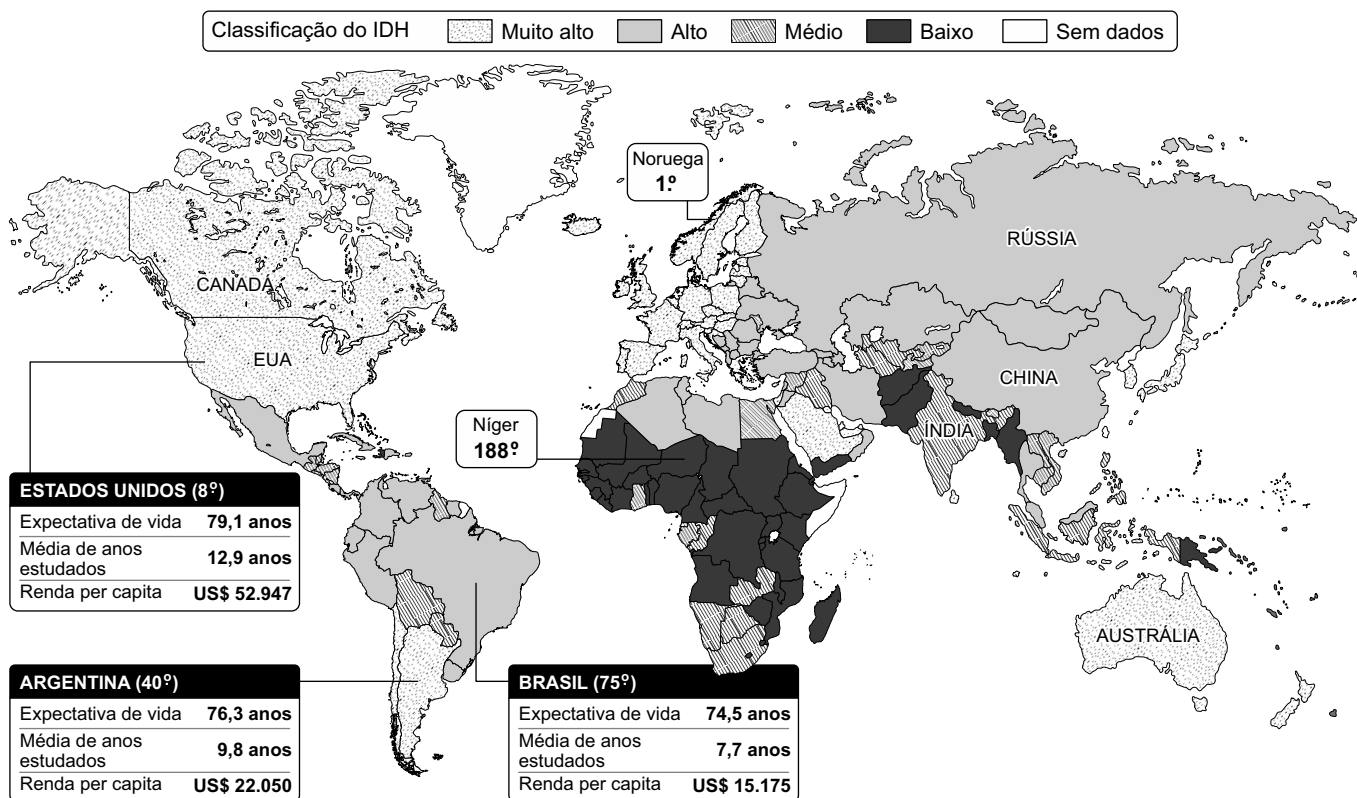 Classificação do IDH Muito alto Alto Médio Baixo Sem dados
Noruega
1.º
RÚSSIA
CANADÁ
EUA
CHINA
ÍNDIA
Níger
188º
AUSTRÁLIA
ESTADOS UNIDOS (8º)
Expectativa de vida 79,1 anos
Média de anos
estudados 12,9 anos
Renda per capita US$ 52.947
ARGENTINA (40º)
Expectativa de vida 76,3 anos
Média de anos
estudados 9,8 anos
Renda per capita US$ 22.050
BRASIL (75º)
Expectativa de vida 74,5 anos
Média de anos
estudados 7,7 anos
Renda per capita US$ 15.175